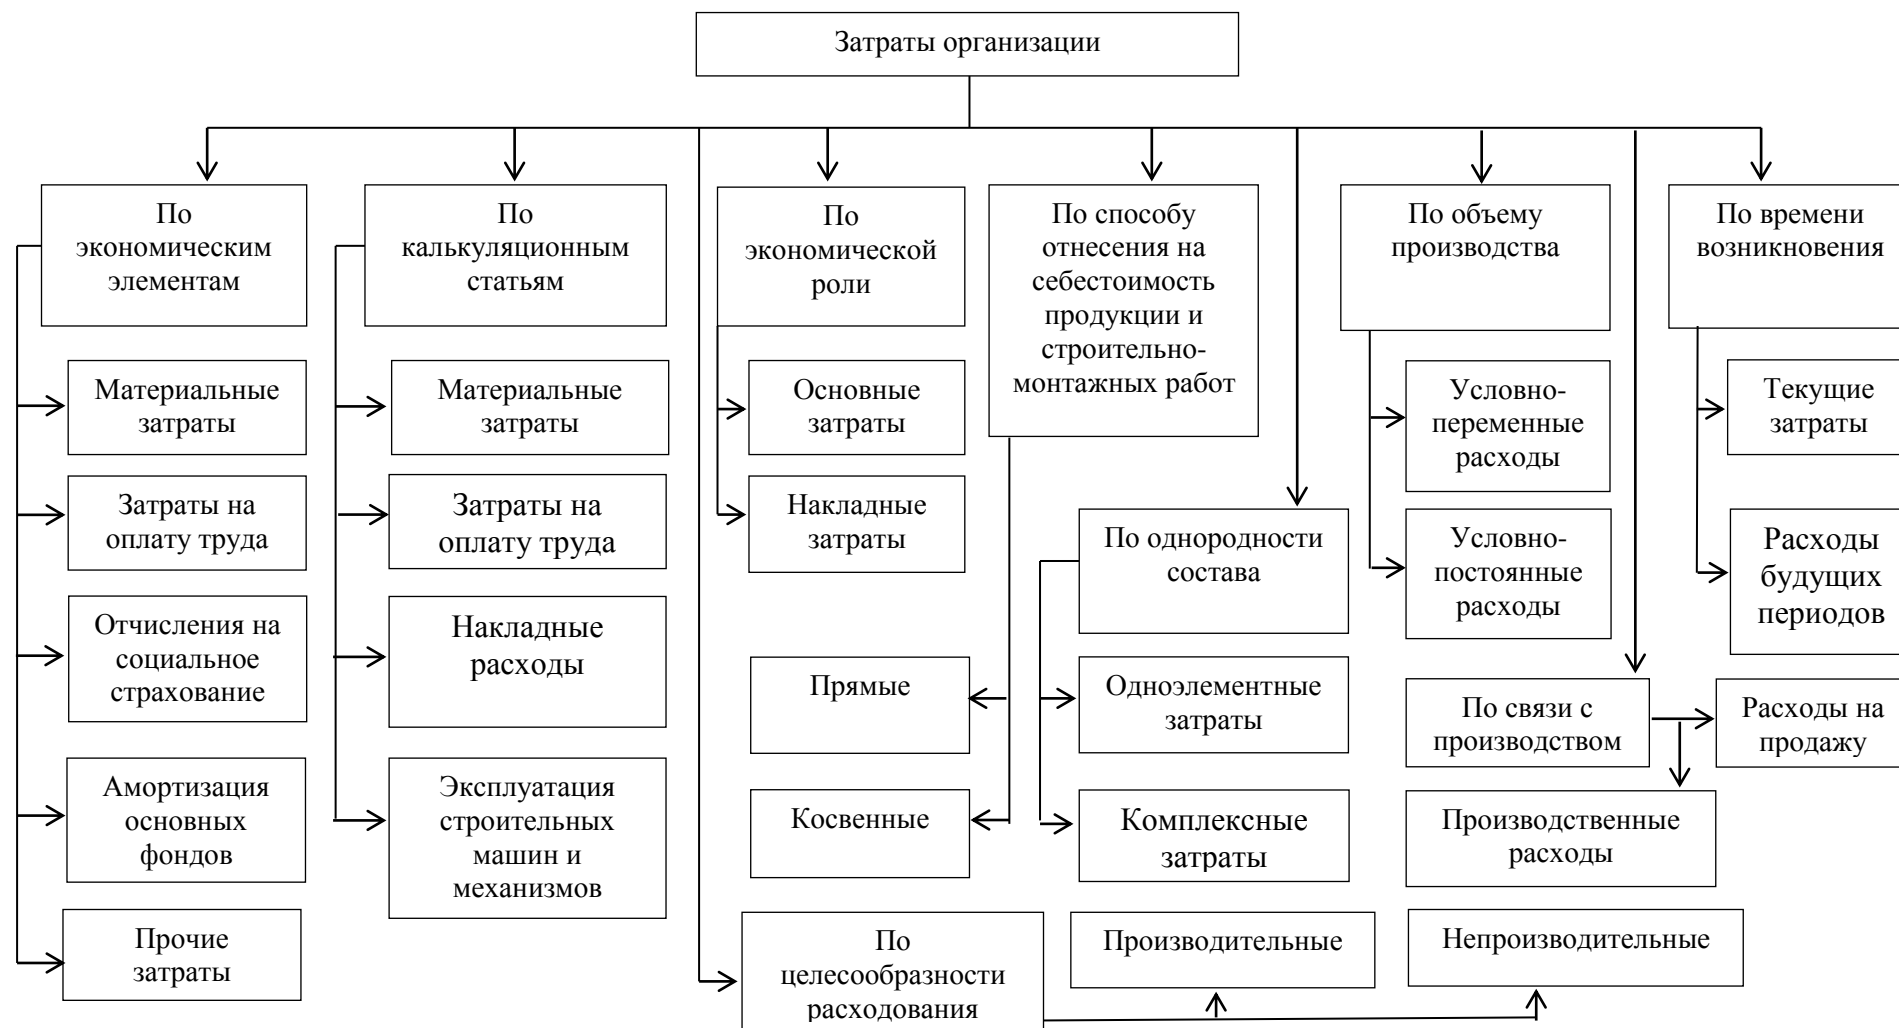 Затраты организации
По
экономическим
элементам
Материальные
затраты
Затраты на
оплату труда
Отчисления на
социальное
страхование
Амортизация
основных
фондов
Прочие
затраты
По
калькуляционным
статьям
Материальные
затраты
Затраты на
оплату труда
Накладные
расходы
Эксплуатация
строительных
машин и
механизмов
По
экономической
роли
Основные
затраты
Накладные
затраты
По способу
отнесения на
себестоимость
продукции и
строительно-
монтажных работ
Прямые
Косвенные
По однородности
состава
Одноэлементные
затраты
Комплексные
затраты
По объему
производства
Условно-
переменные
расходы
Условно-
постоянные
расходы
По связи с
производством
Расходы на
продажу
Производственные
расходы
По времени
возникновения
Текущие
затраты
Расходы
будущих
периодов
По
целесообразности
расходования
Производительные
Непроизводительные